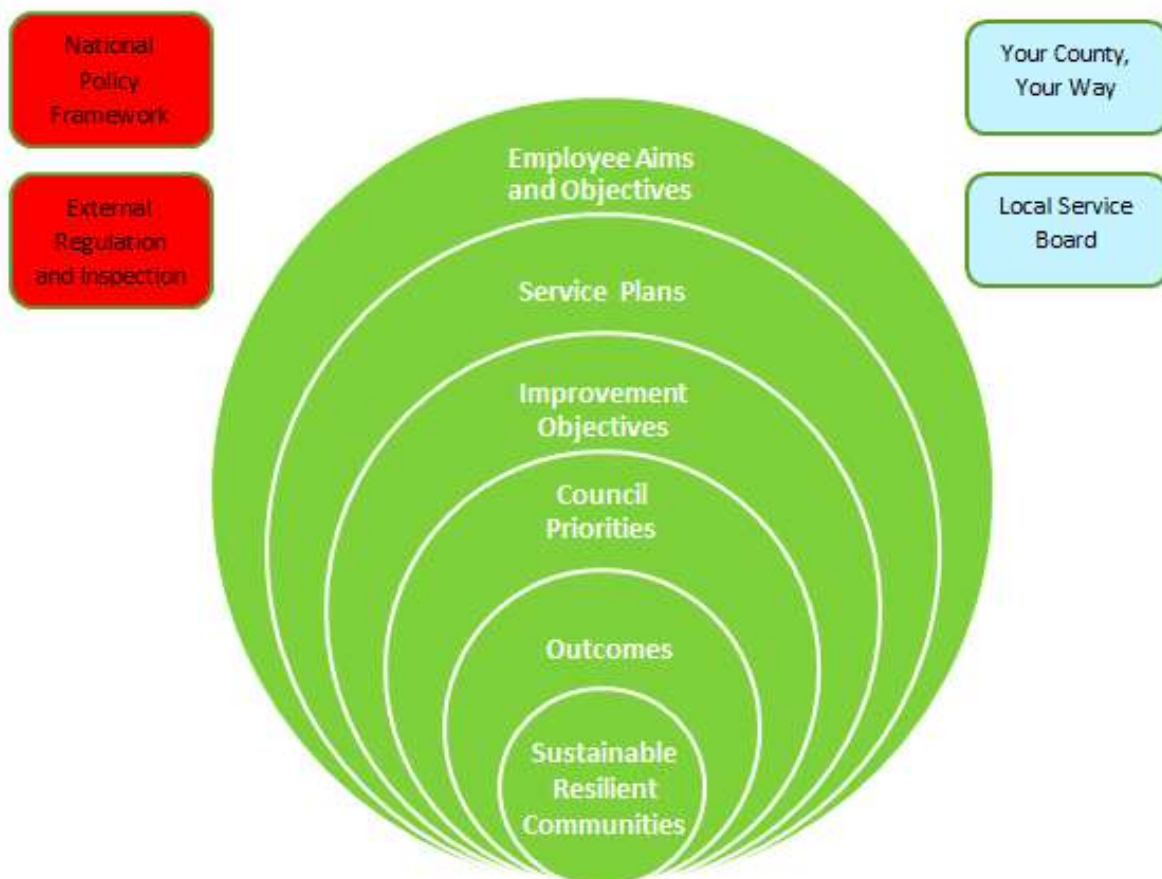 National
Policy
Framework
External
Regulation
and Inspection
Your County,
Your Way
Local Service
Board
Employee Aims
and Objectives
Service Plans
Improvement
Objectives
Council
Priorities
Outcomes
Sustainable
Resilient
Communities